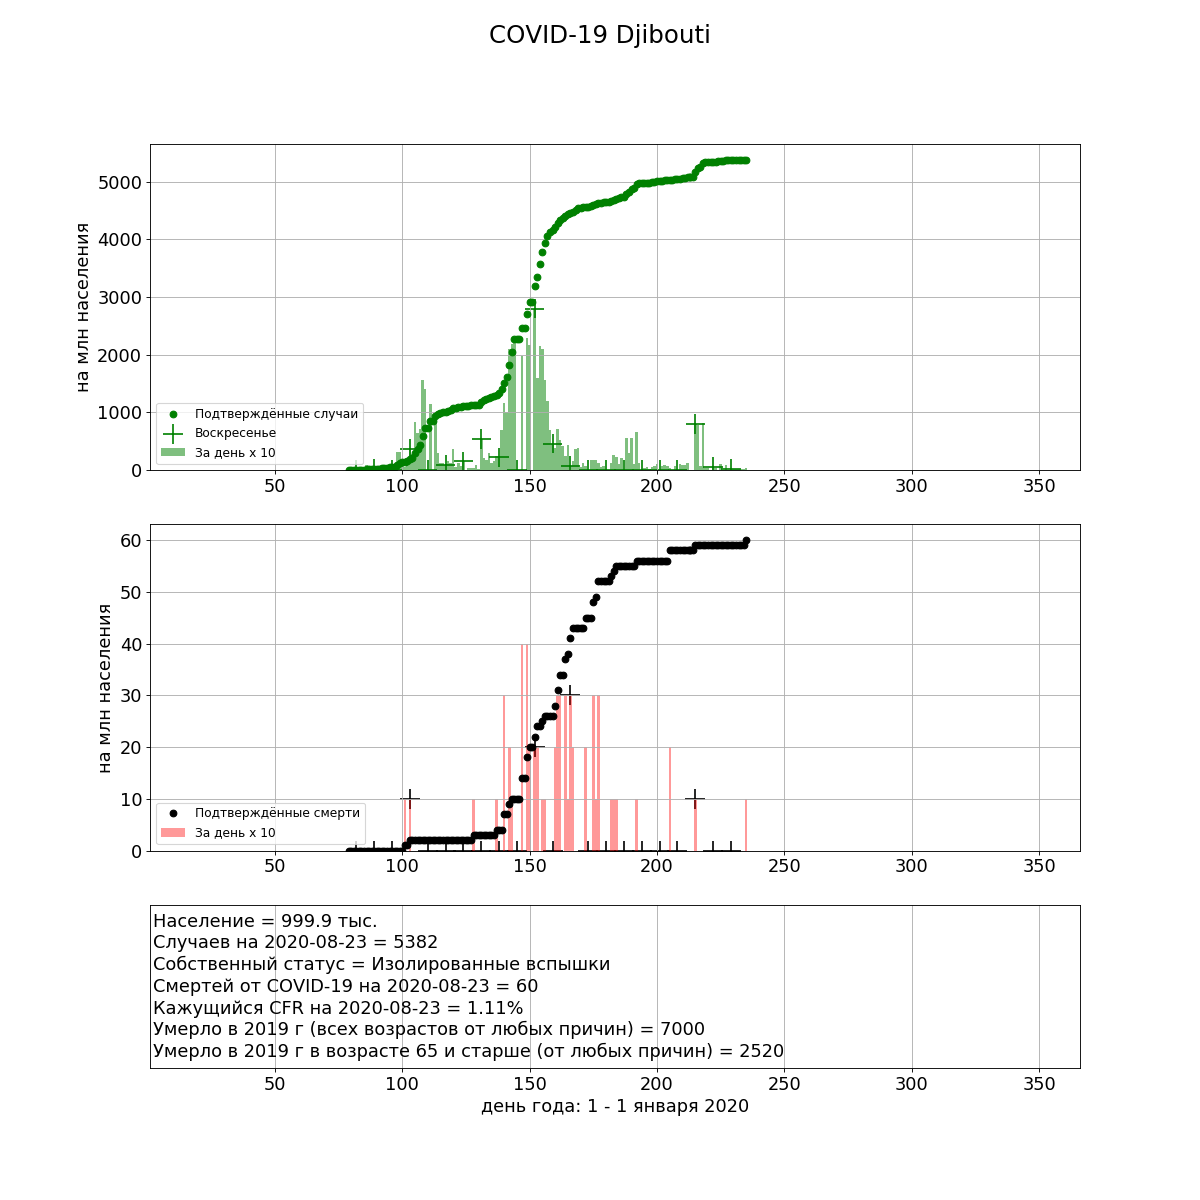 COVID-19 Djibouti
5000
4000
3000
2000
1000
0
на млн населения
Подтверждённые случаи
Воскресенье
За день x 10
50 100 150 200 250 300 350
60
50
40
30
20
10
0
на млн населения
Подтверждённые смерти
За день x 10
50 100 150 200 250 300 350
Население = 999.9 тыс.
Случаев на 2020-08-23 = 5382
Собственный статус = Изолированные вспышки
Смертей от COVID-19 на 2020-08-23 = 60
Кажущийся CFR на 2020-08-23 = 1.11%
Умерло в 2019 г (всех возрастов от любых причин) = 7000
Умерло в 2019 г в возрасте 65 и старше (от любых причин) = 2520
50 100 150 200 250 300 350
день года: 1 - 1 января 2020